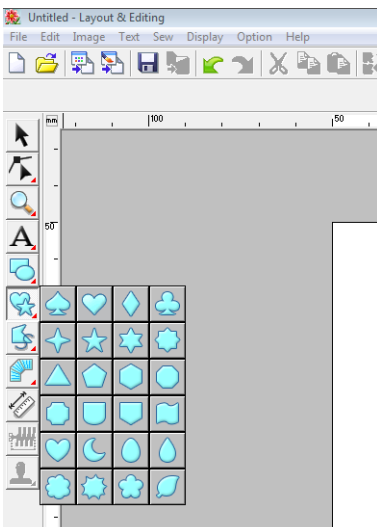 Untitled - Layout & Editing
File Edit Image Text Sew Display Option Help
mm 100 50
A
50